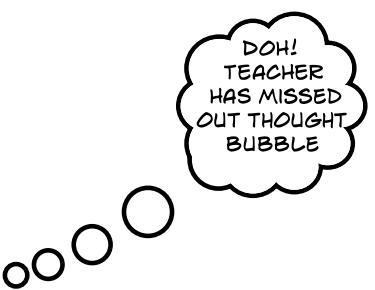 DOH!
TEACHER
HAS MISSED
OUT THOUGHT
BUBBLE